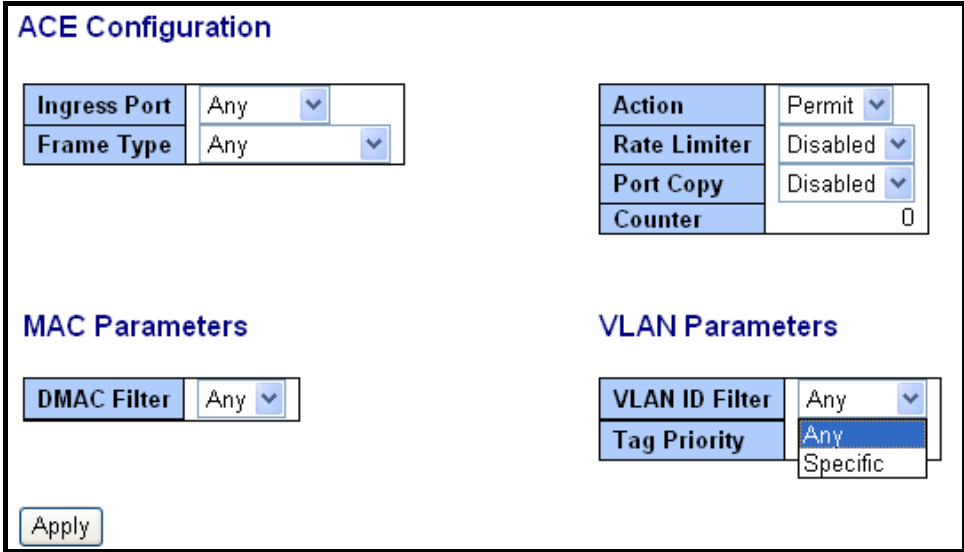 ACE Configuration
Ingress Port Any
Frame Type Any
Action Permit
Rate Limiter Disabled
Port Copy Disabled
Counter 0
MAC Parameters
DMAC Filter Any
VLAN Parameters
VLAN ID Filter Any
Tag Priority
Any
Specific
Apply